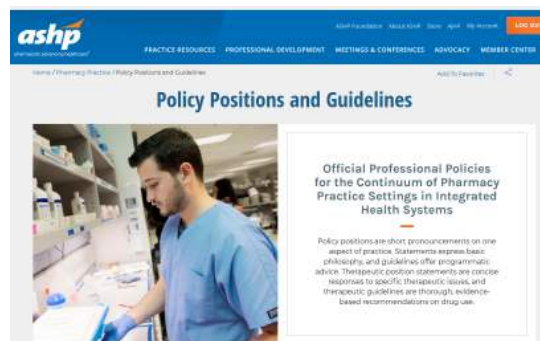 ashp
ASHP Foundation About ASHP Store Apps My Account
PRACTICE RESOURCES PROFESSIONAL DEVELOPMENT MEETINGS & CONFERENCES ADVOCACY MEMBER CENTER
Home / Pharmacy Practice / Policy Positions and Guidelines
Add To Favorites
Policy Positions and Guidelines
Official Professional Policies
for the Continuum of Pharmacy
Practice Settings in Integrated
Health Systems
Policy positions are short pronouncements on one
aspect of practice. Statements express basic
philosophy, and guidelines offer programmatic
advice. Therapeutic position statements are concise
responses to specific therapeutic issues, and
therapeutic guidelines are thorough, evidence-
based recommendations on drug use.